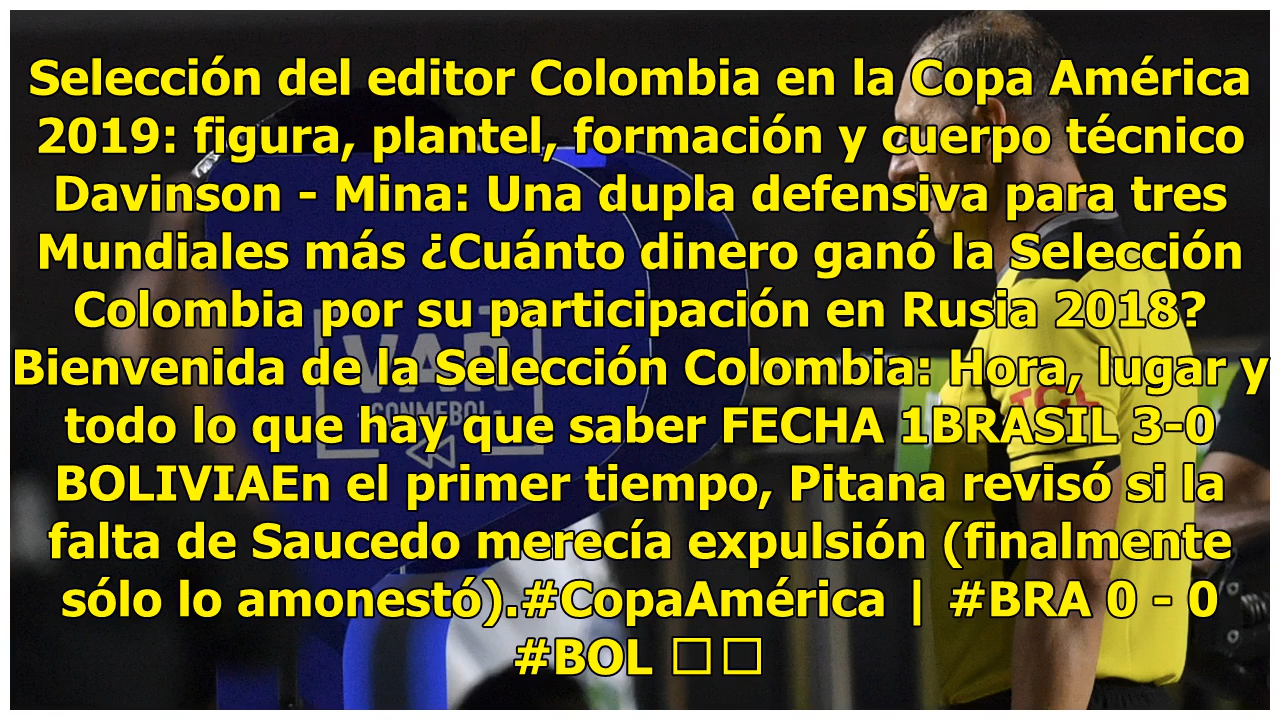 Selección del editor Colombia en la Copa América
2019: figura, plantel, formación y cuerpo técnico
Davinson - Mina: Una dupla defensiva para tres
Mundiales más ¿Cuánto dinero ganó la Selección
Colombia por su participación en Rusia 2018?
Bienvenida de la Selección Colombia: Hora, lugar y
todo lo que hay que saber FECHA 1BRASIL 3-0
BOLIVIAEn el primer tiempo, Pitana revisó si la
falta de Saucedo merecía expulsión (finalmente
sólo lo amonestó).#CopaAmérica | #BRA 0 - 0
#BOL
VAR
-CONMEBOL-
TCL